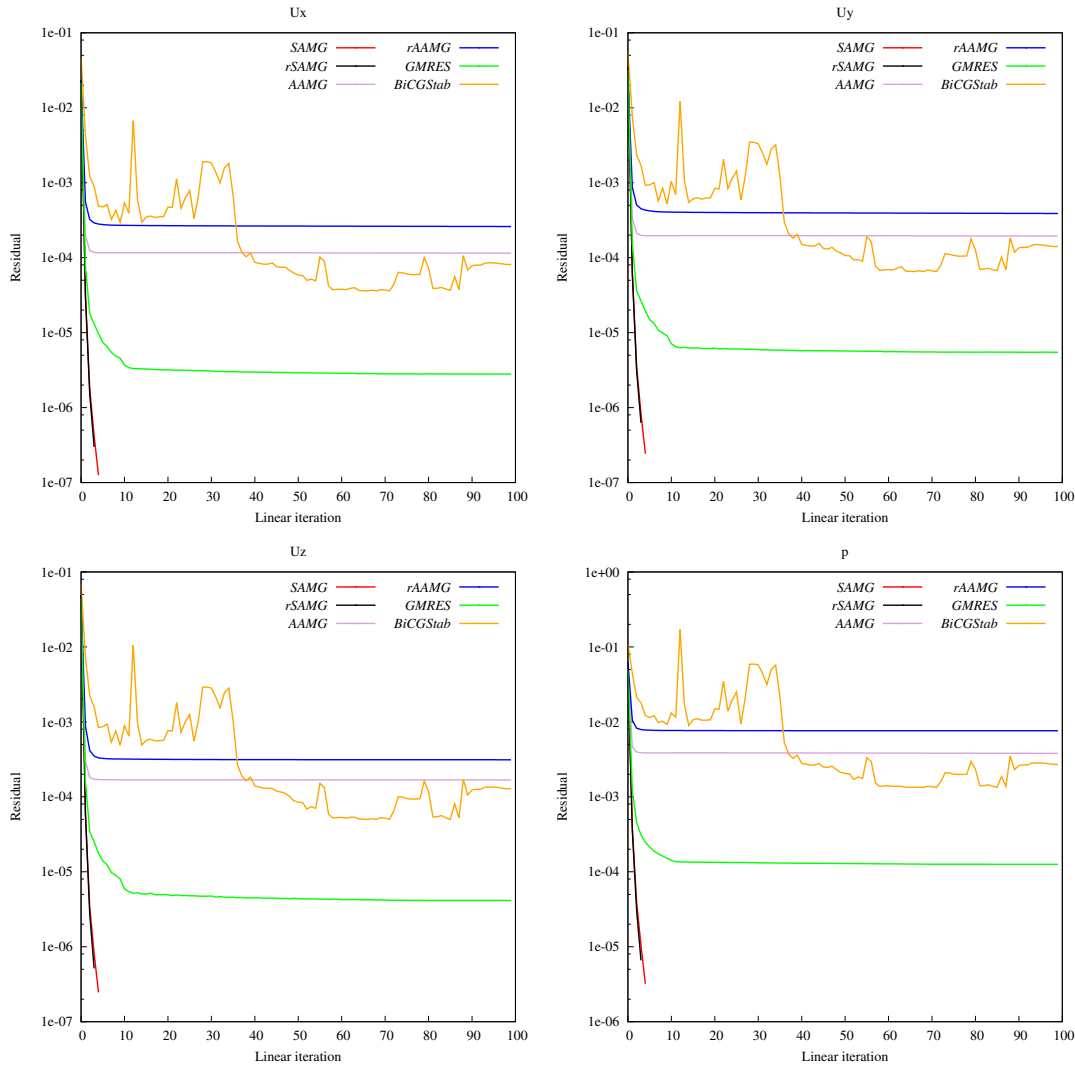 Ux
1e-01
1e-02
1e-03
1e-04
1e-05
1e-06
1e-07
Residual
SAMG rAAMG
rSAMG GMRES
AAMG BiCGStab
0 10 20 30 40 50 60 70 80 90 100
Linear iteration
Uy
1e-01
1e-02
1e-03
1e-04
1e-05
1e-06
1e-07
Residual
SAMG rAAMG
rSAMG GMRES
AAMG BiCGStab
0 10 20 30 40 50 60 70 80 90 100
Linear iteration
Uz
1e-01
1e-02
1e-03
1e-04
1e-05
1e-06
1e-07
Residual
SAMG rAAMG
rSAMG GMRES
AAMG BiCGStab
0 10 20 30 40 50 60 70 80 90 100
Linear iteration
p
1e+00
1e-01
1e-02
1e-03
1e-04
1e-05
1e-06
Residual
SAMG rAAMG
rSAMG GMRES
AAMG BiCGStab
0 10 20 30 40 50 60 70 80 90 100
Linear iteration